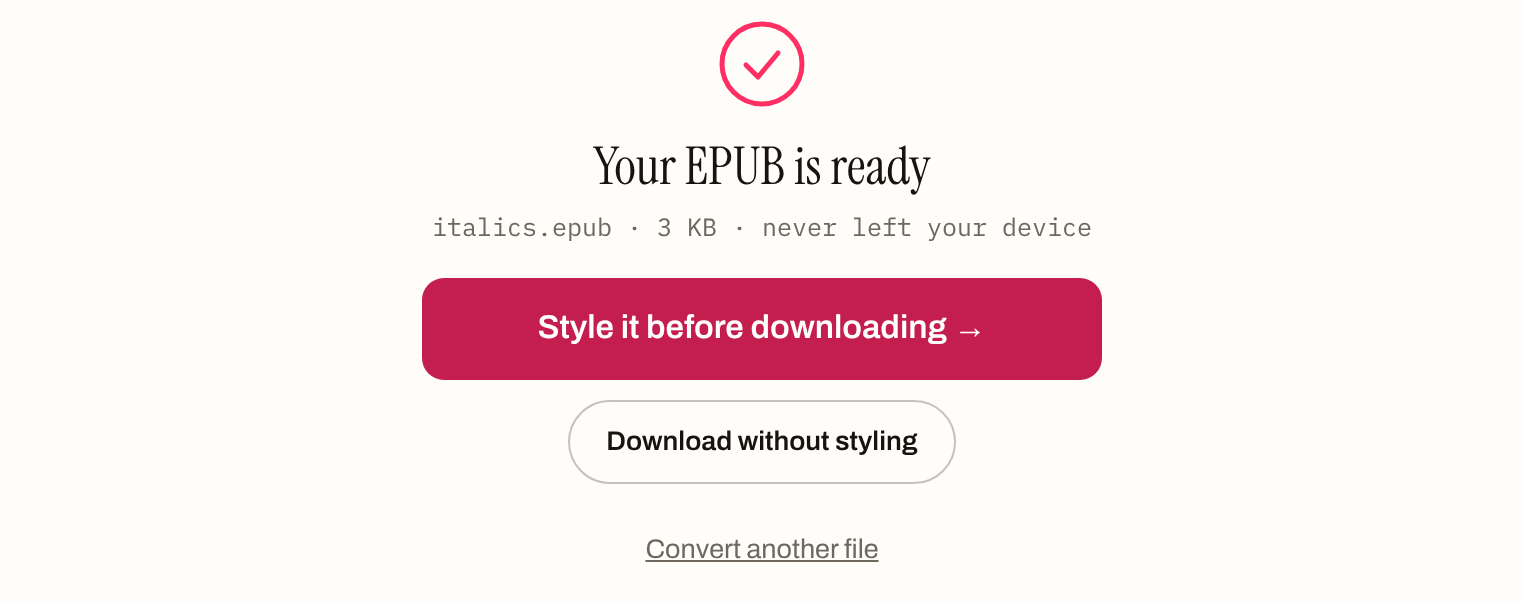 Your EPUB is ready
italics.epub · 3 KB · never left your device
Style it before downloading →
Download without styling
Convert another file